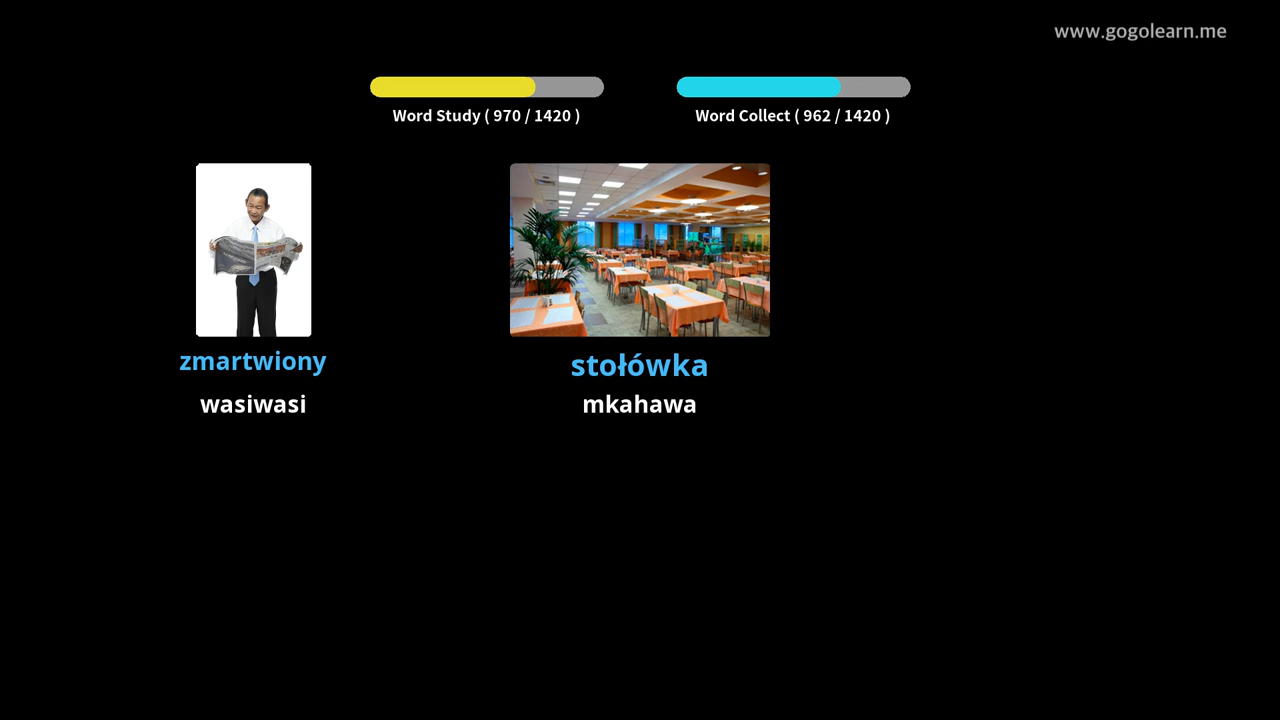 www.gogolearn.me
Word Study ( 970 / 1420 )
Word Collect ( 962 / 1420 )
zmartwiony
stołówka
wasiwasi
mkahawa